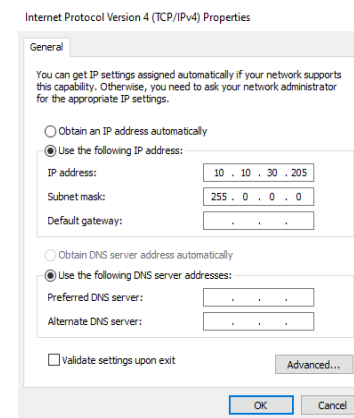 Internet Protocol Version 4 (TCP/IPv4) Properties
General
You can get IP settings assigned automatically if your network supports
this capability. Otherwise, you need to ask your network administrator
for the appropriate IP settings.
Obtain an IP address automatically
Use the following IP address:
IP address: 10 . 10 . 30 . 205
Subnet mask: 255 . 0 . 0 . 0
Default gateway: . . .
Obtain DNS server address automatically
Use the following DNS server addresses:
Preferred DNS server: . . .
Alternate DNS server: . . .
Validate settings upon exit
Advanced...
OK Cancel